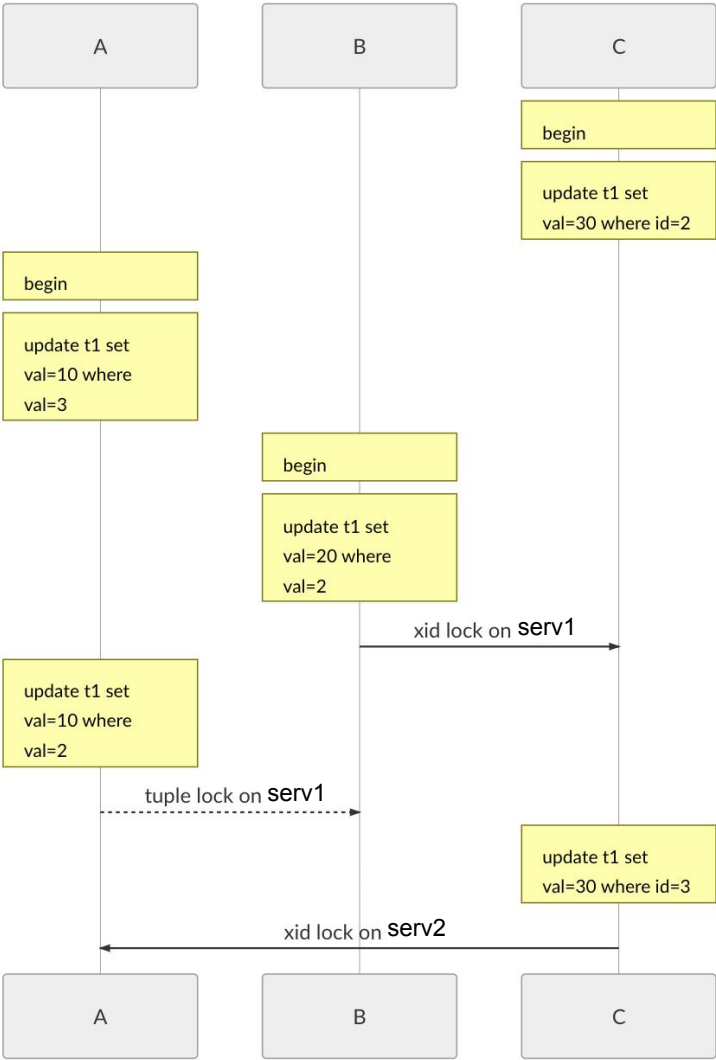 A
B
C
begin
update t1 set
val=30 where id=2
begin
update t1 set
val=10 where
val=3
begin
update t1 set
val=20 where
val=2
xid lock on serv1
update t1 set
val=10 where
val=2
tuple lock on serv1
update t1 set
val=30 where id=3
xid lock on serv2
A
B
C